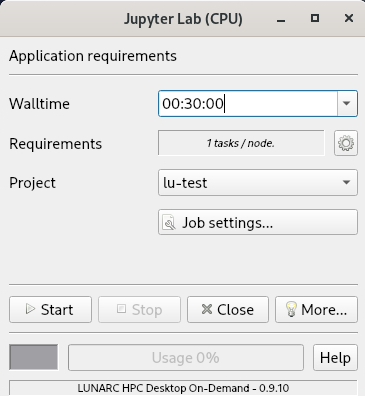 Jupyter Lab (CPU)
Application requirements
Walltime 00:30:00
Requirements 1 tasks / node.
Project lu-test
Job settings...
Start Stop Close More...
Usage 0% Help
LUNARC HPC Desktop On-Demand - 0.9.10